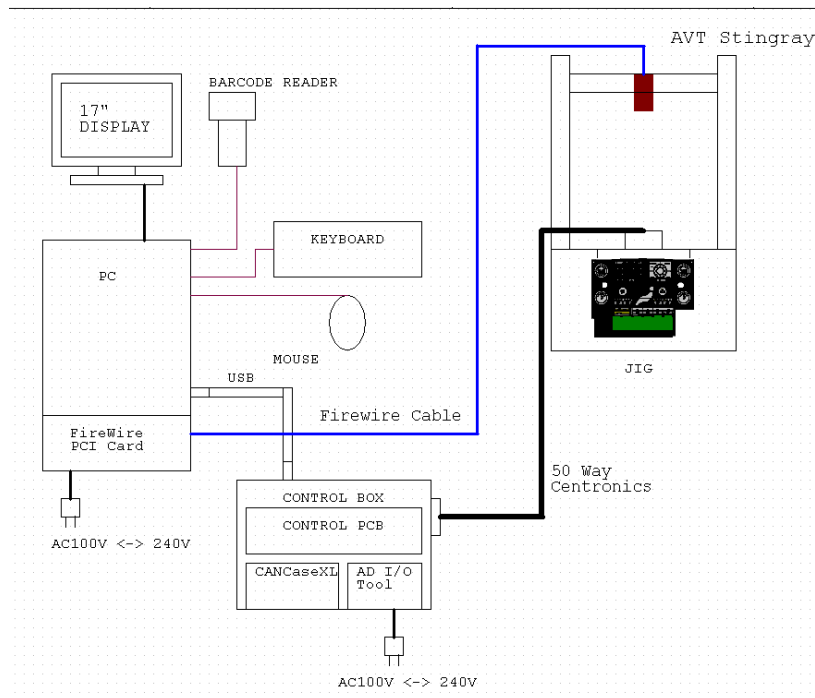 AVT Stingray
BARCODE READER
17"
DISPLAY
KEYBOARD
PC
MOUSE
JIG
USB
Firewire Cable
FireWire
PCI Card
50 Way
Centronics
CONTROL BOX
CONTROL PCB
AC100V <-> 240V
CANCaseXL
AD I/O
Tool
AC100V <-> 240V